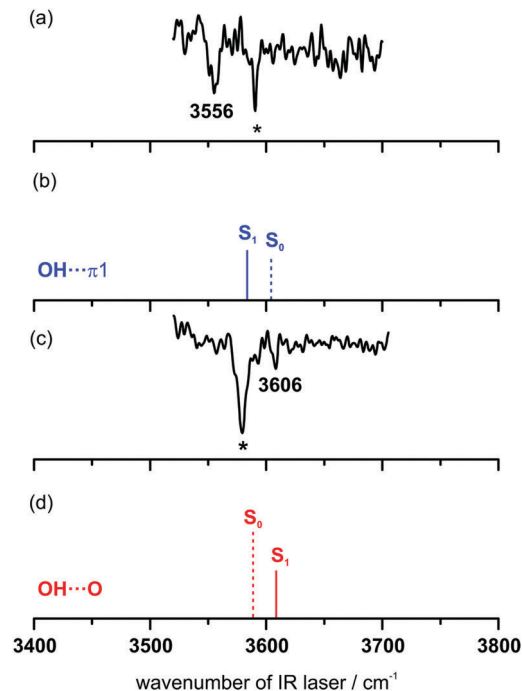 (a)
3556
*
(b)
S₁ S₀
OH···π1
(c)
3606
*
(d)
S₀
S₁
OH···O
3400 3500 3600 3700 3800
wavenumber of IR laser / cm⁻¹